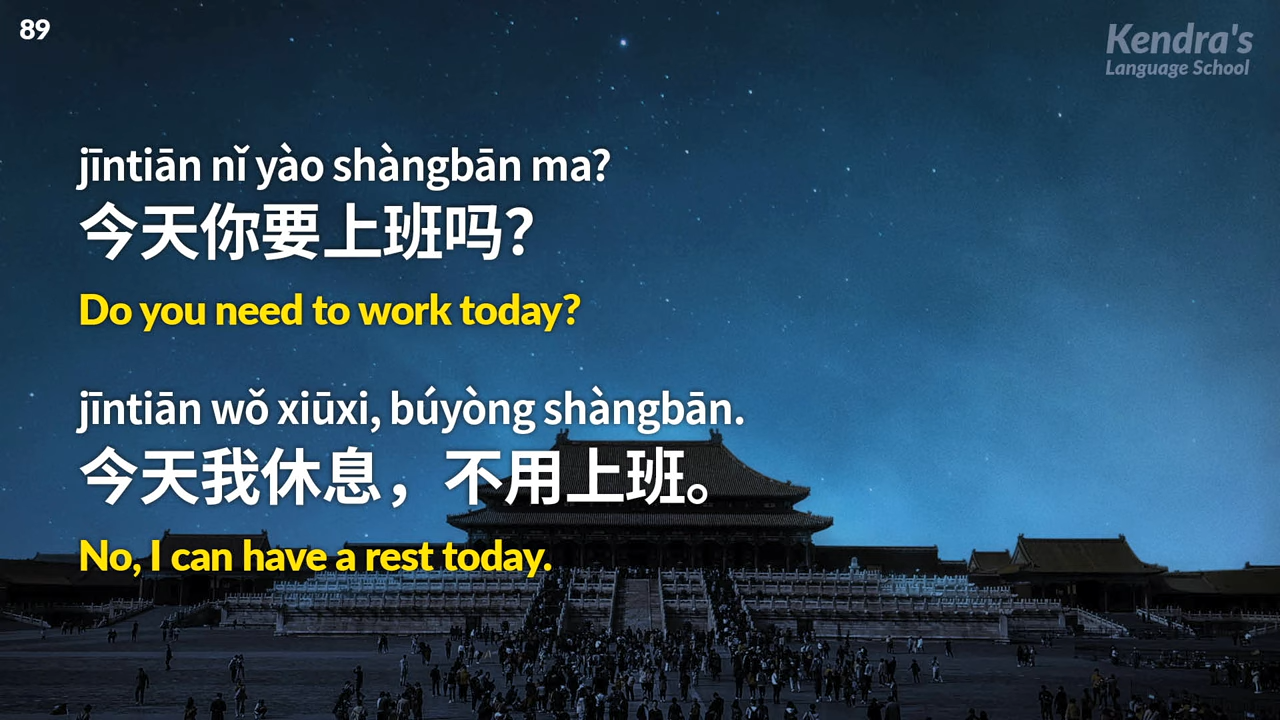 89
Kendra's
Language School
jīntiān nǐ yào shàngbān ma?
今天你要上班吗？
Do you need to work today?
jīntiān wǒ xiūxi, búyòng shàngbān.
今天我休息，不用上班。
No, I can have a rest today.